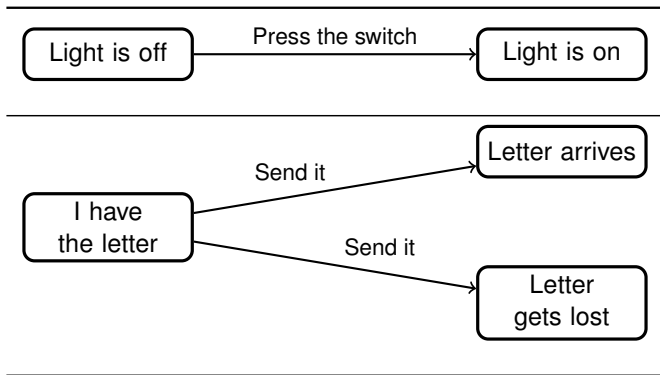 Light is off
Press the switch
Light is on
Letter arrives
Send it
I have
the letter
Send it
Letter
gets lost